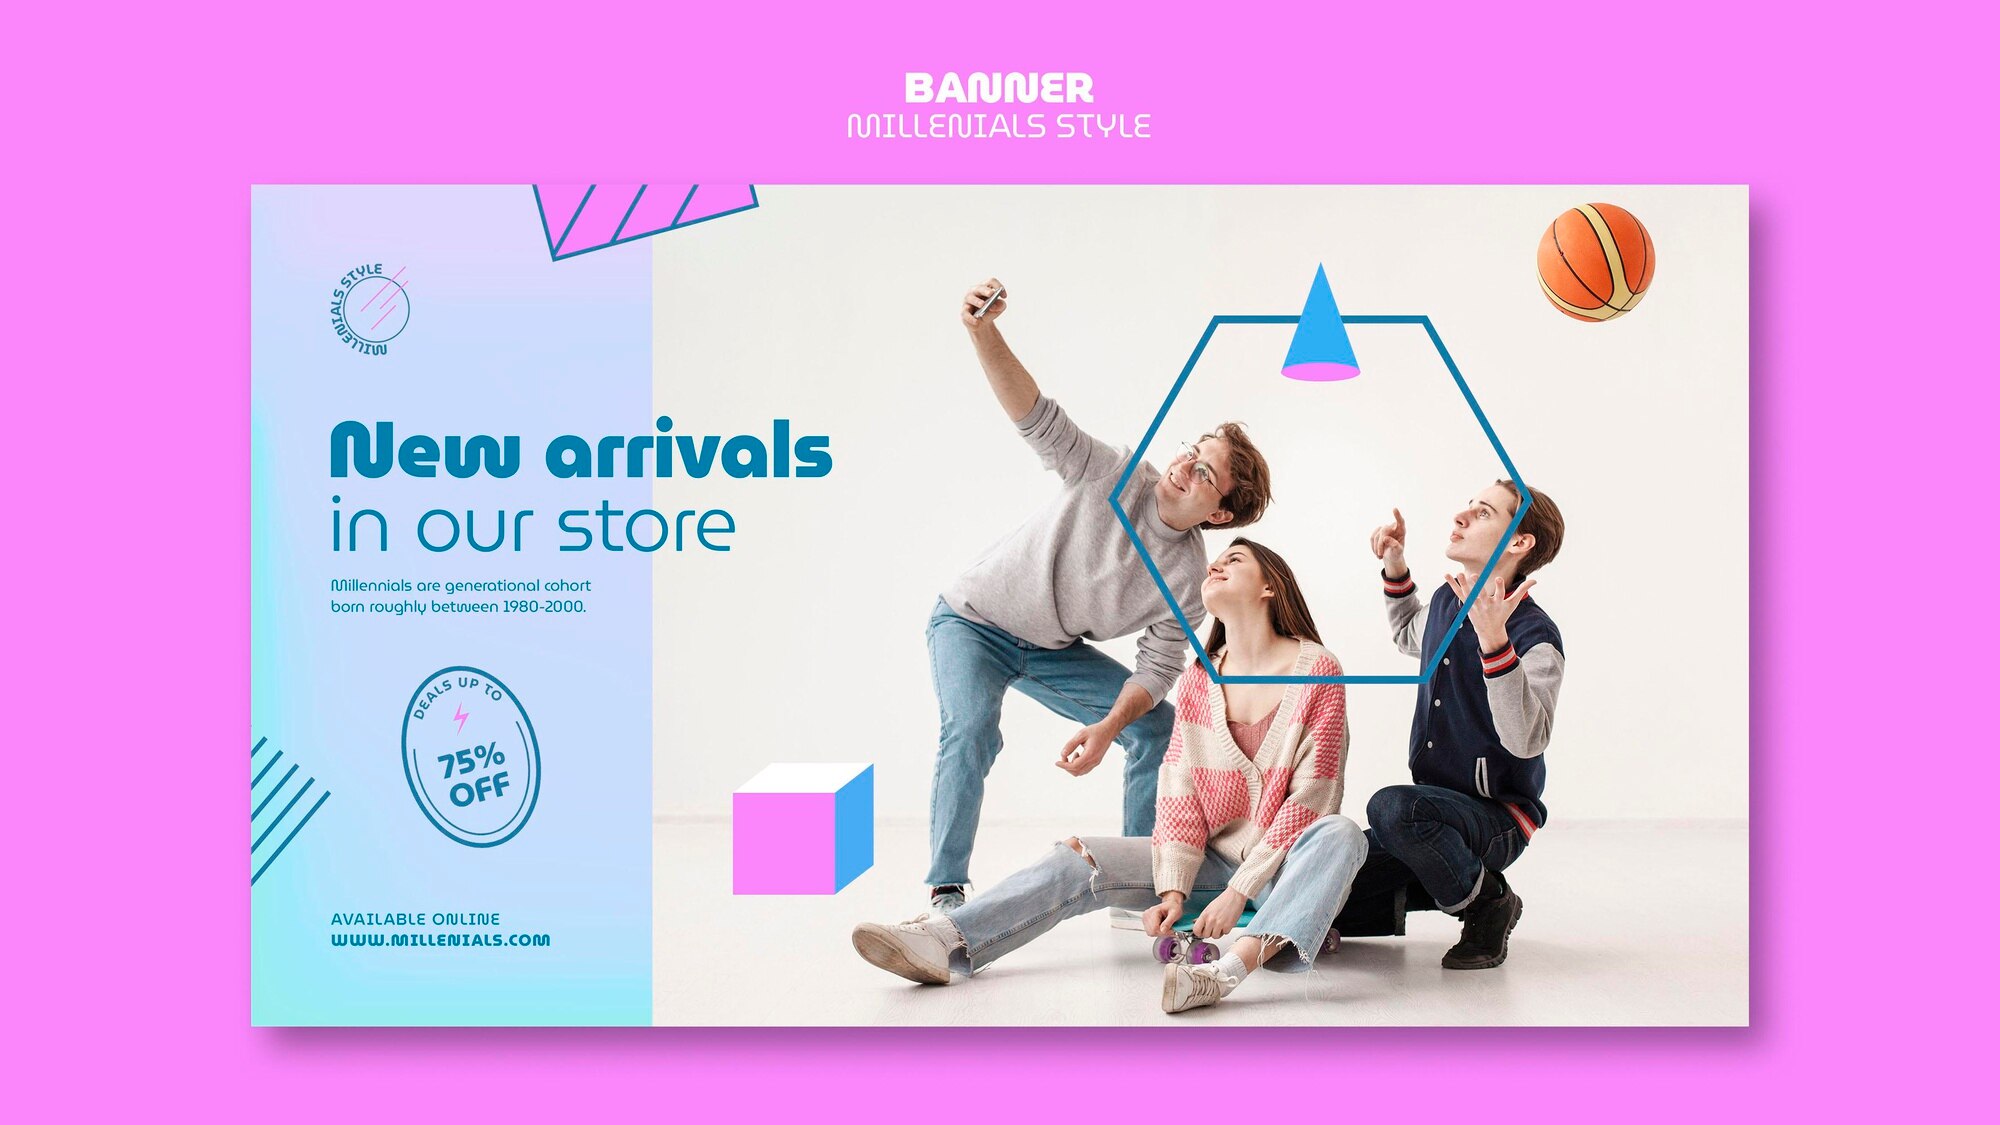 BANNER
MILLENIALS STYLE
MILLENIALS STYLE
New arrivals
in our store
Millennials are generational cohort
born roughly between 1980-2000.
DEALS UP TO
75%
OFF
AVAILABLE ONLINE
WWW.MILLENIALS.COM